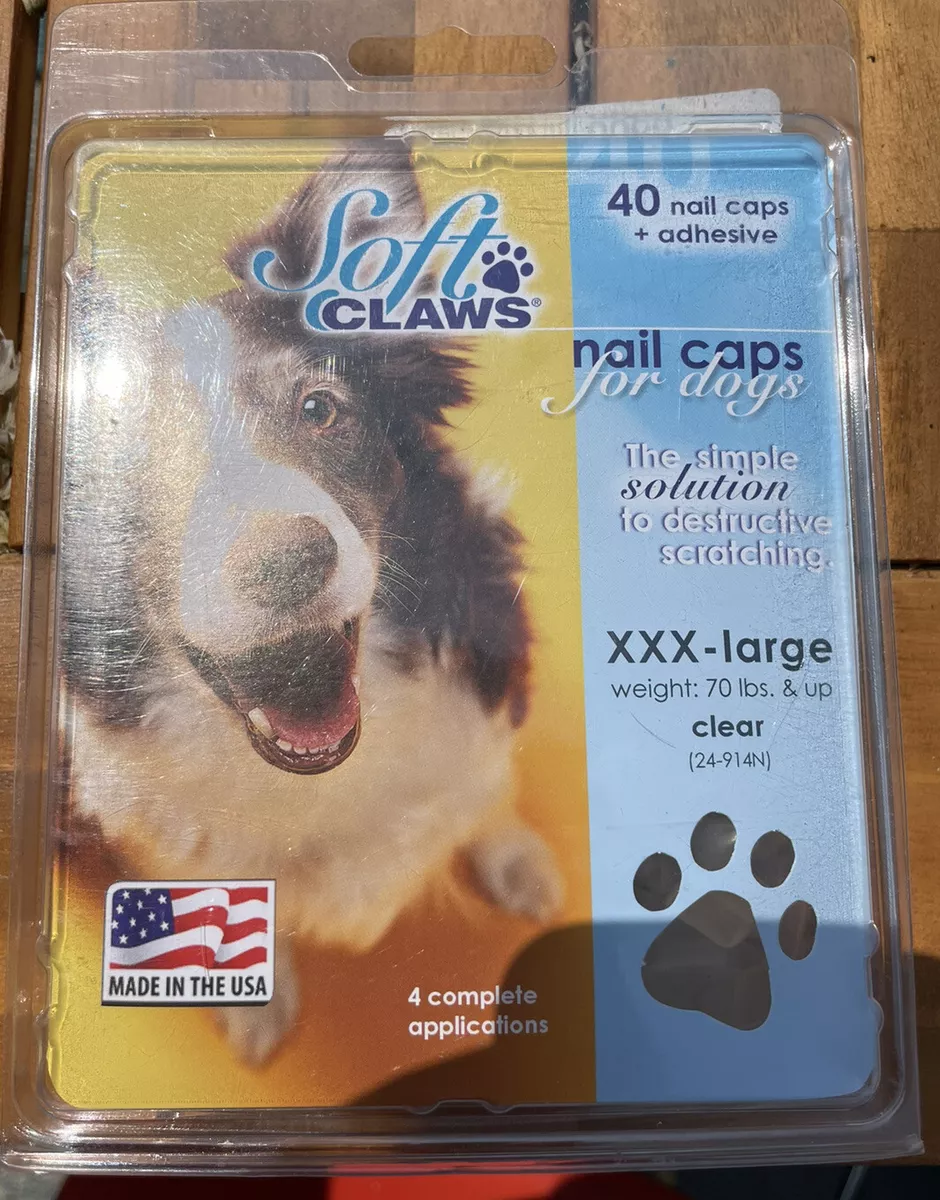 40 nail caps
+ adhesive
Soft
CLAWS®
nail caps
for dogs
The simple
solution
to destructive
scratching.
XXX-large
weight: 70 lbs. & up
clear
(24-914N)
MADE IN THE USA
4 complete
applications